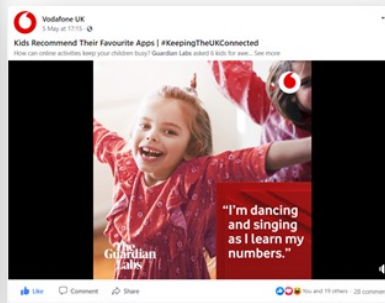 Vodafone UK
5 May at 17:15 ·
Kids Recommend Their Favourite Apps | #KeepingTheUKConnected
How can online activities keep your children busy? Guardian Labs asked 6 kids for awe... See more
"I'm dancing
and singing
as I learn my
numbers."
The
Guardian
Labs
Like Comment Share You and 19 others · 28 commen